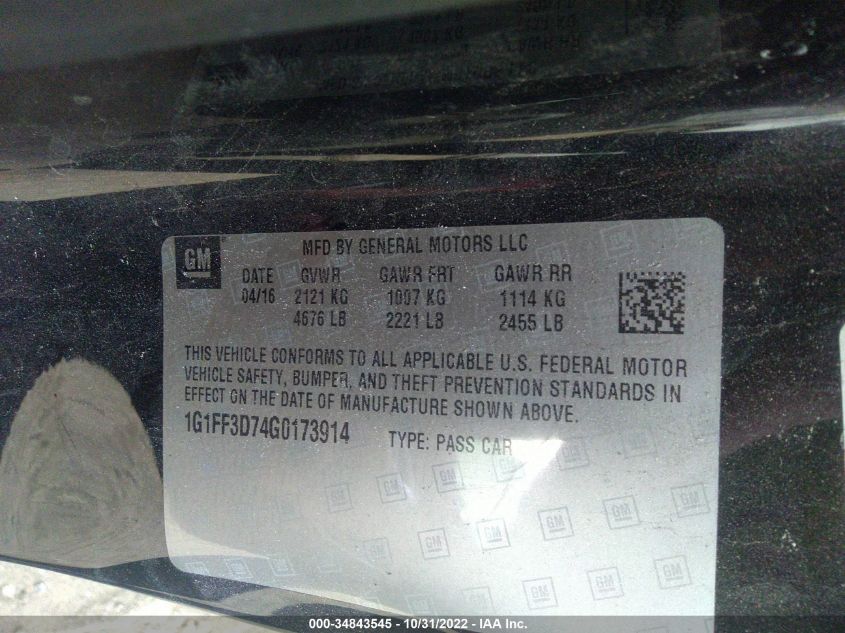 GM
MFD BY GENERAL MOTORS LLC
DATE GVWR GAWR FRT GAWR RR
04/16 2121 KG 1007 KG 1114 KG
4676 LB 2221 LB 2455 LB
THIS VEHICLE CONFORMS TO ALL APPLICABLE U.S. FEDERAL MOTOR
VEHICLE SAFETY, BUMPER, AND THEFT PREVENTION STANDARDS IN
EFFECT ON THE DATE OF MANUFACTURE SHOWN ABOVE.
1G1FF3D74G0173914 TYPE: PASS CAR
000-34843545 - 10/31/2022 - IAA Inc.